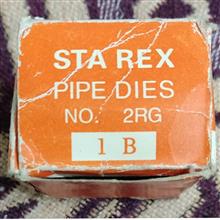 STA REX
PIPE DIES
NO. 2RG
1 B